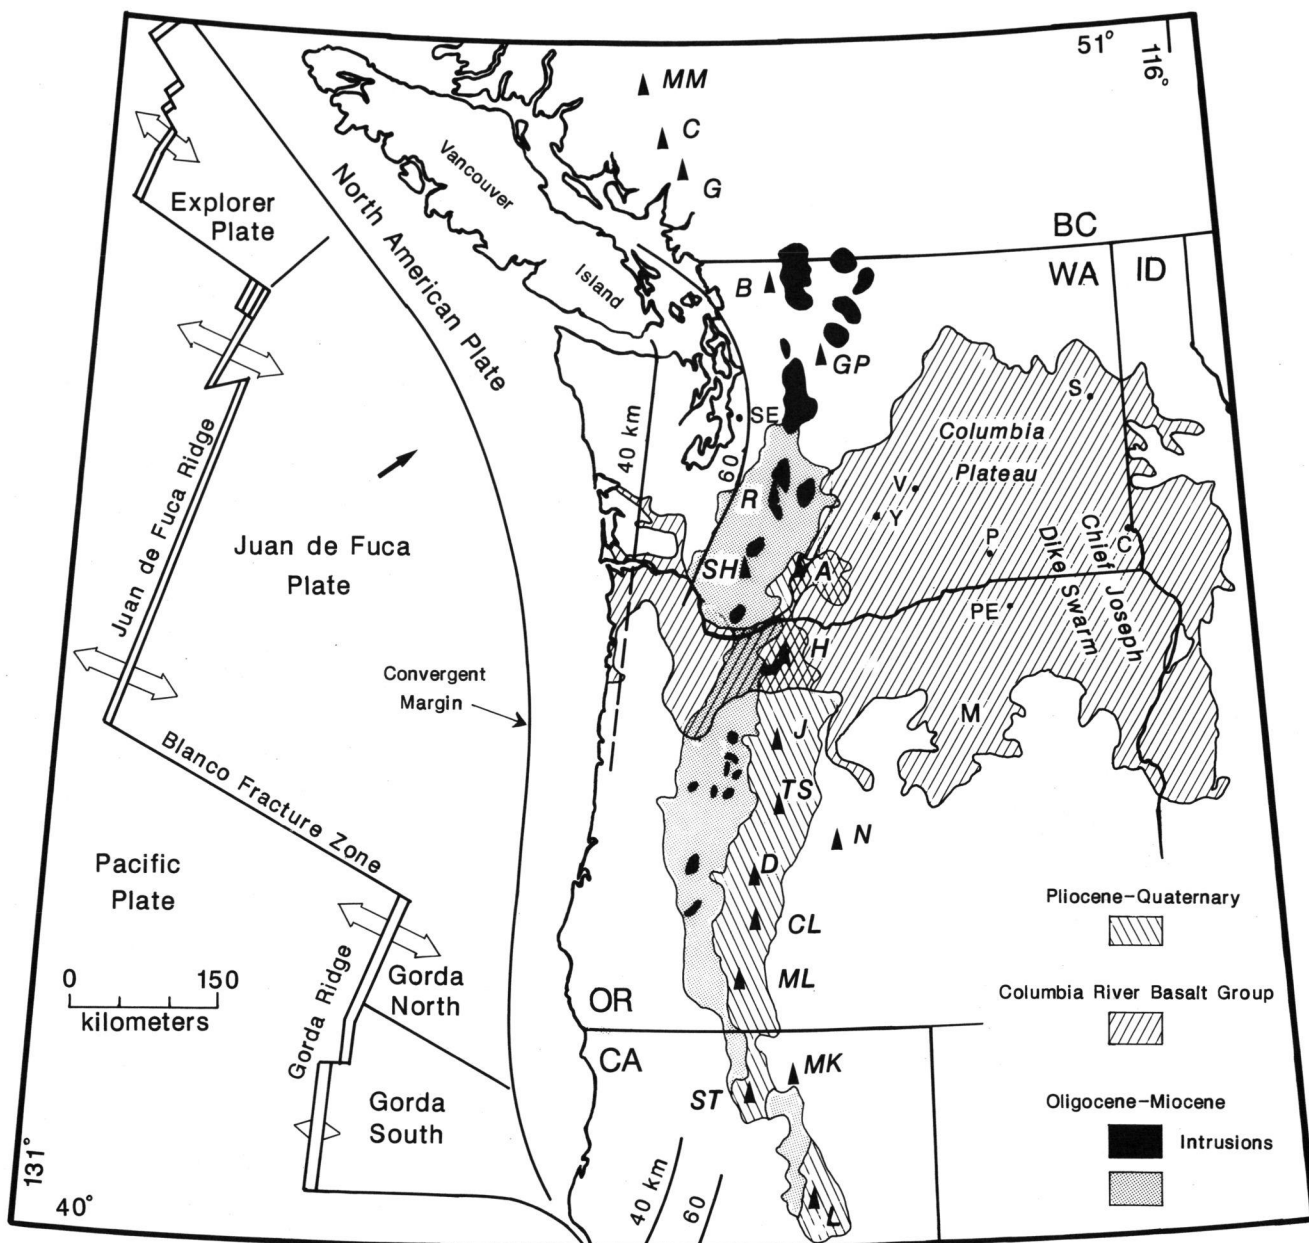 51°
116°
MM
C
G
Vancouver
Island
North American Plate
Explorer
Plate
BC
WA
ID
B
GP
S
SE
40 km
60
Columbia
Plateau
V
Y
R
P
C
Chief Joseph
Dike Swarm
SH
A
PE
H
M
Juan de Fuca Ridge
Juan de Fuca
Plate
Convergent
Margin
J
TS
N
D
CL
ML
Blanco Fracture Zone
Pacific
Plate
0 150
kilometers
Gorda Ridge
Gorda
North
Gorda
South
OR
CA
MK
ST
L
40 km
60
131°
40°
Pliocene-Quaternary
Columbia River Basalt Group
Oligocene-Miocene
Intrusions